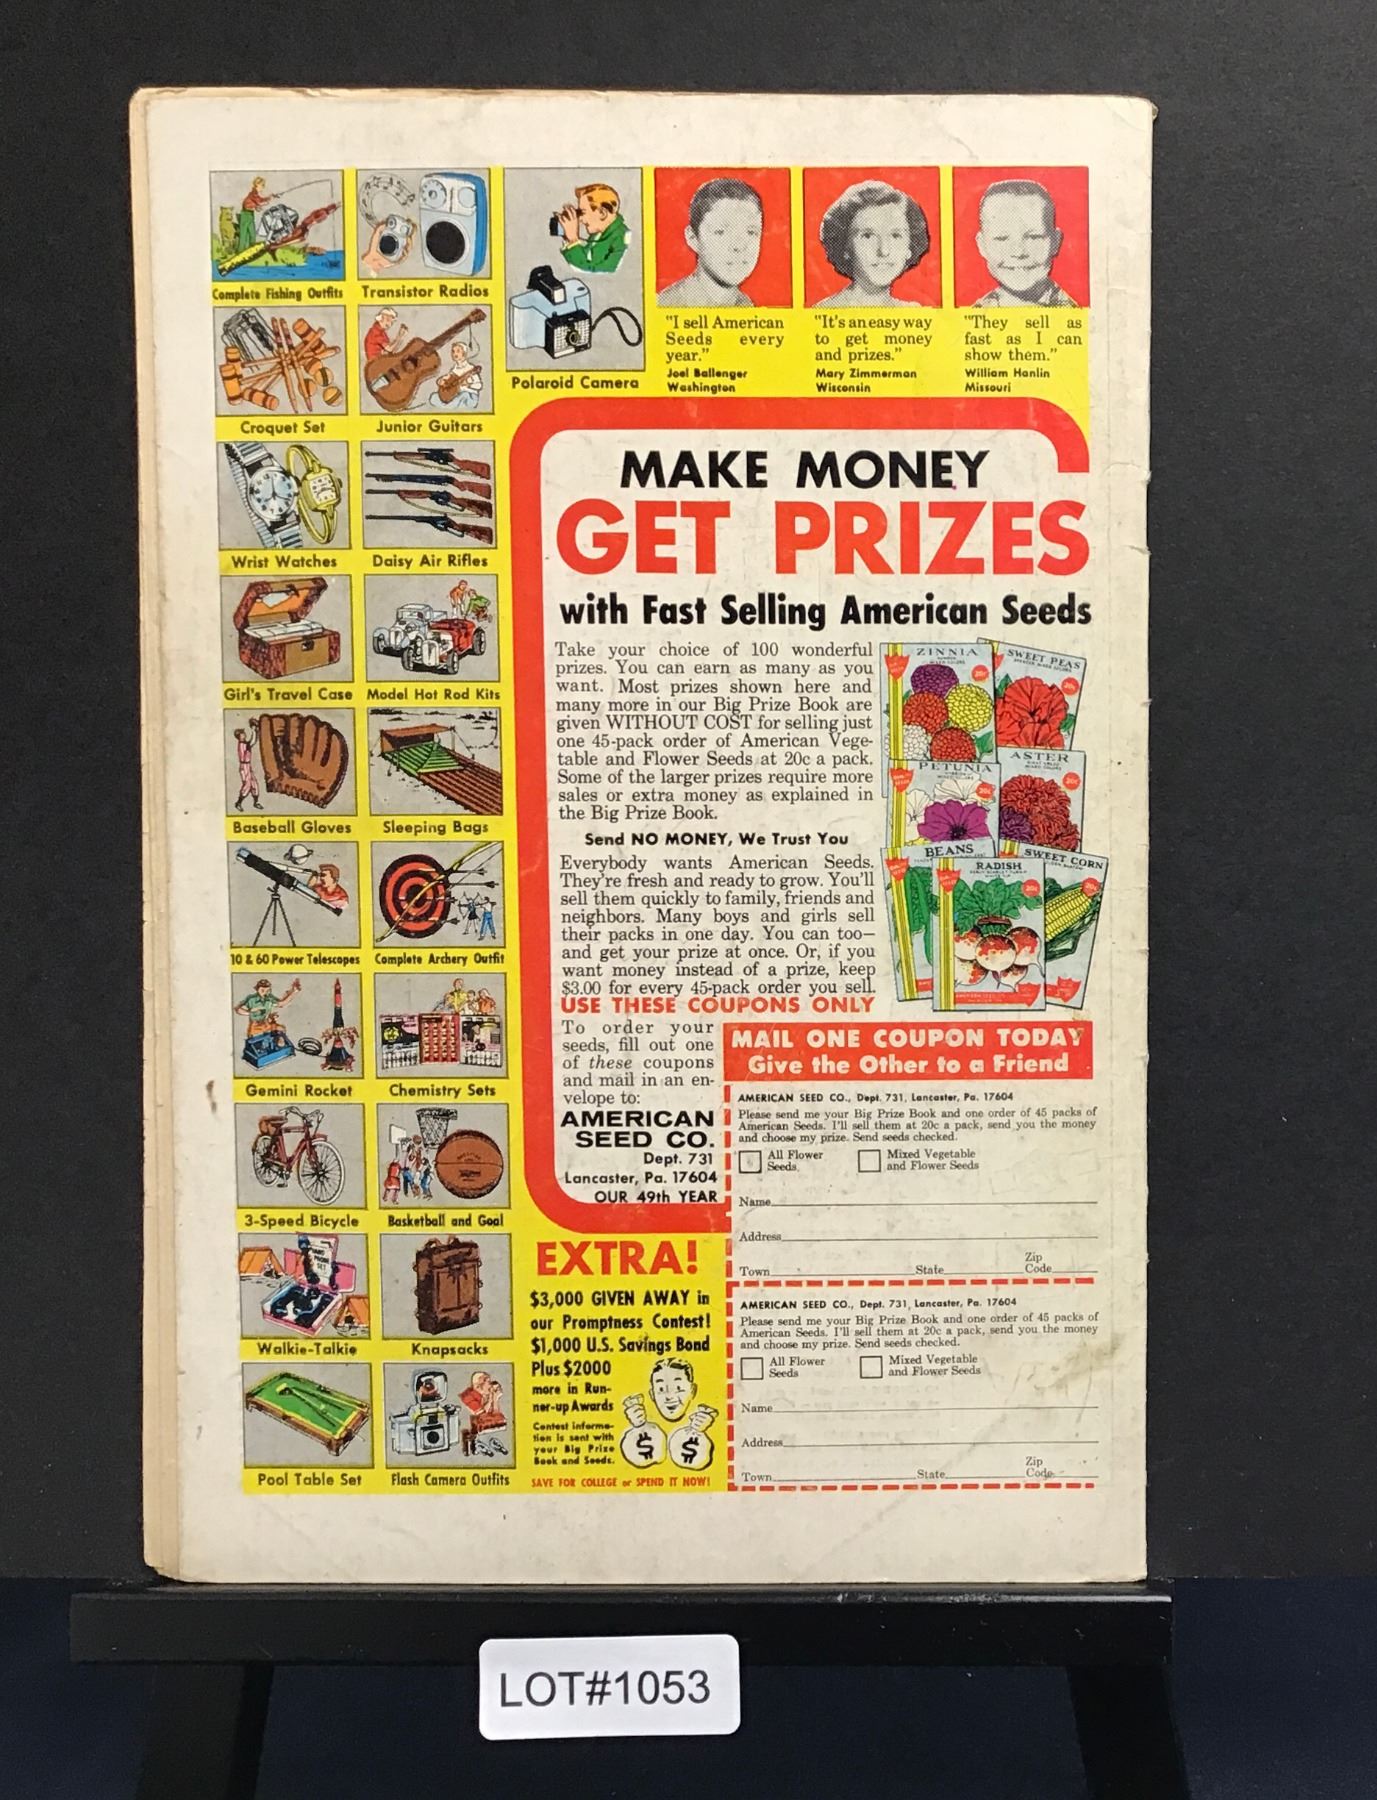 Complete Fishing Outfits
Transistor Radios
Polaroid Camera
Croquet Set
Junior Guitars
Wrist Watches
Daisy Air Rifles
Girl's Travel Case
Model Hot Rod Kits
Baseball Gloves
Sleeping Bags
10 & 60 Power Telescopes
Complete Archery Outfit
Gemini Rocket
Chemistry Sets
3-Speed Bicycle
Basketball and Goal
Walkie-Talkie
Knapsacks
Pool Table Set
Flash Camera Outfits
"I sell American
Seeds every
year."
Joel Ballenger
Washington
"It's an easy way
to get money
and prizes."
Mary Zimmerman
Wisconsin
"They sell as
fast as I can
show them."
William Hanlin
Missouri
MAKE MONEY
GET PRIZES
with Fast Selling American Seeds
Take your choice of 100 wonderful
prizes. You can earn as many as you
want. Most prizes shown here and
many more in our Big Prize Book are
given WITHOUT COST for selling just
one 45-pack order of American Vege-
table and Flower Seeds at 20c a pack.
Some of the larger prizes require more
sales or extra money as explained in
the Big Prize Book.
Send NO MONEY, We Trust You
Everybody wants American Seeds.
They're fresh and ready to grow. You'll
sell them quickly to family, friends and
neighbors. Many boys and girls sell
their packs in one day. You can too—
and get your prize at once. Or, if you
want money instead of a prize, keep
$3.00 for every 45-pack order you sell.
USE THESE COUPONS ONLY
ZINNIA
20c
SWEET PEAS
20c
PETUNIA
20c
ASTER
20c
BEANS
RADISH
20c
SWEET CORN
20c
To order your
seeds, fill out one
of these coupons
and mail in an en-
velope to:
AMERICAN
SEED CO.
Dept. 731
Lancaster, Pa. 17604
OUR 49th YEAR
MAIL ONE COUPON TODAY
Give the Other to a Friend
AMERICAN SEED CO., Dept. 731, Lancaster, Pa. 17604
Please send me your Big Prize Book and one order of 45 packs of
American Seeds. I'll sell them at 20c a pack, send you the money
and choose my prize. Send seeds checked.
All Flower
Seeds
Mixed Vegetable
and Flower Seeds
Name
Address
Town State Zip Code
AMERICAN SEED CO., Dept. 731, Lancaster, Pa. 17604
Please send me your Big Prize Book and one order of 45 packs of
American Seeds. I'll sell them at 20c a pack, send you the money
and choose my prize. Send seeds checked.
All Flower
Seeds
Mixed Vegetable
and Flower Seeds
Name
Address
Town State Zip Code
EXTRA!
$3,000 GIVEN AWAY in
our Promptness Contest!
$1,000 U.S. Savings Bond
Plus $2000
more in Run-
ner-up Awards
Contest informa-
tion is sent with
your Big Prize
Book and Seeds.
$ $
SAVE FOR COLLEGE or SPEND IT NOW!
LOT#1053